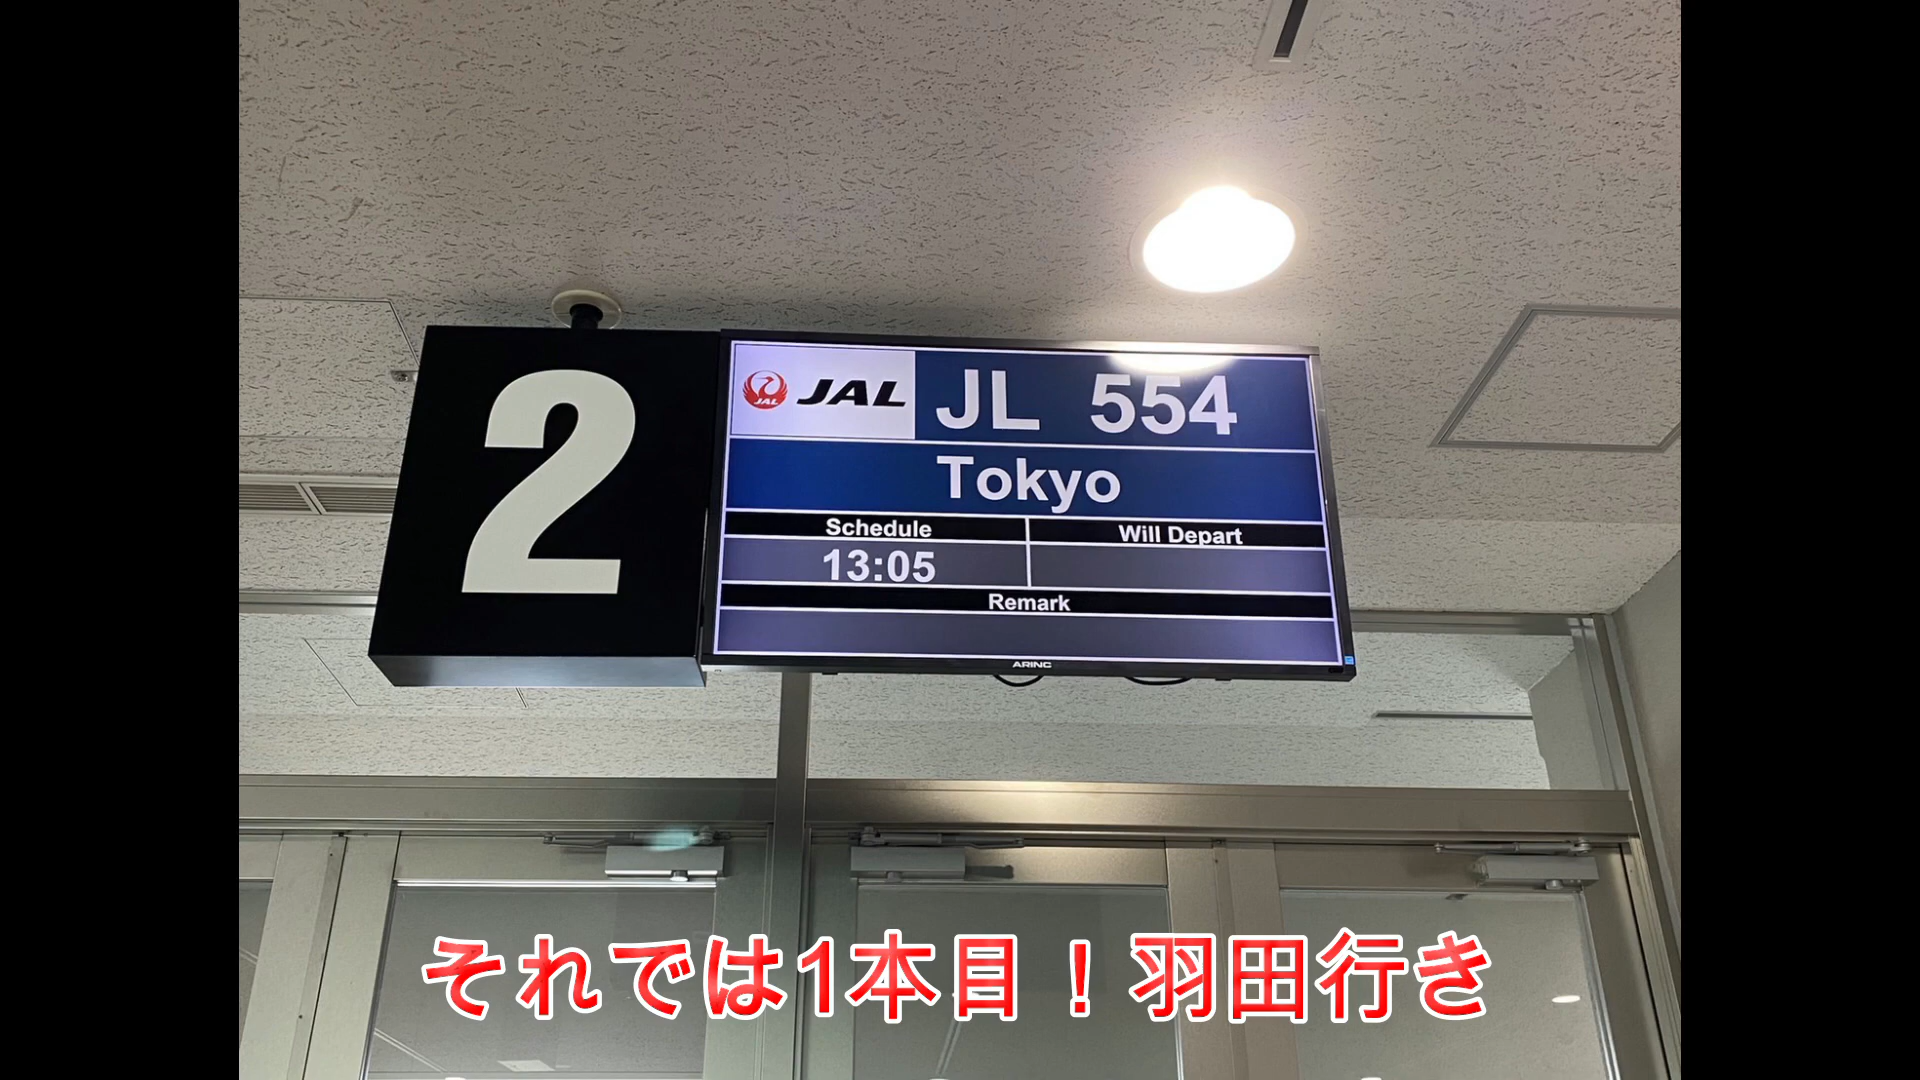 2
JAL
JAL
JL 554
Tokyo
Schedule
Will Depart
13:05
Remark
ARINC
それでは1本目！羽田行き